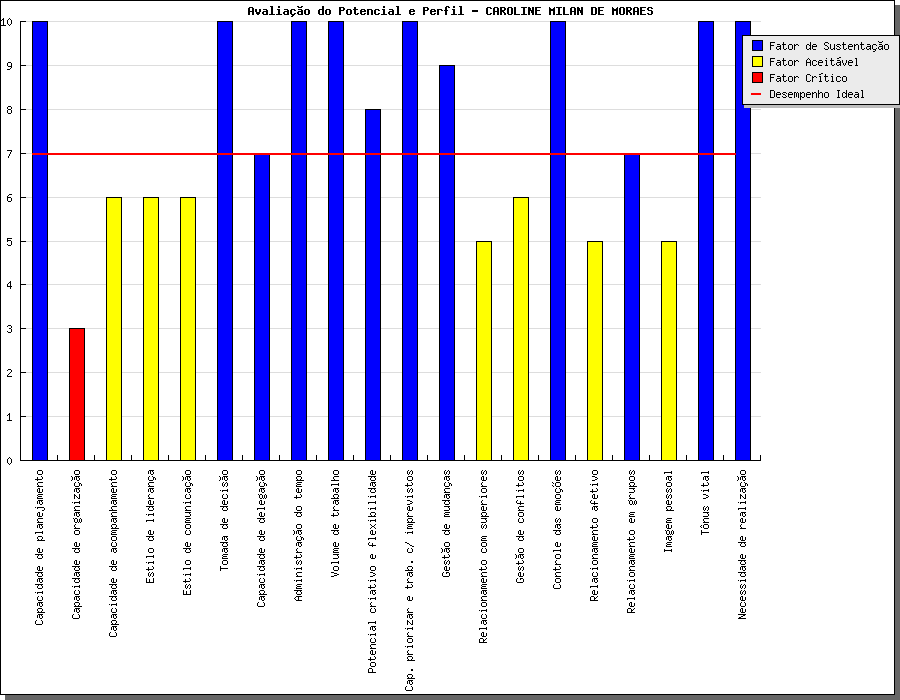 Avaliação do Potencial e Perfil - CAROLINE MILAN DE MORAES
10
9
8
7
6
5
4
3
2
1
0
Fator de Sustentação
Fator Aceitável
Fator Crítico
Desempenho Ideal
Capacidade de planejamento
Capacidade de organização
Capacidade de acompanhamento
Estilo de liderança
Estilo de comunicação
Tomada de decisão
Capacidade de delegação
Administração do tempo
Volume de trabalho
Potencial criativo e flexibilidade
Cap. priorizar e trab. c/ imprevistos
Gestão de mudanças
Relacionamento com superiores
Gestão de conflitos
Controle das emoções
Relacionamento afetivo
Relacionamento em grupos
Imagem pessoal
Tônus vital
Necessidade de realização